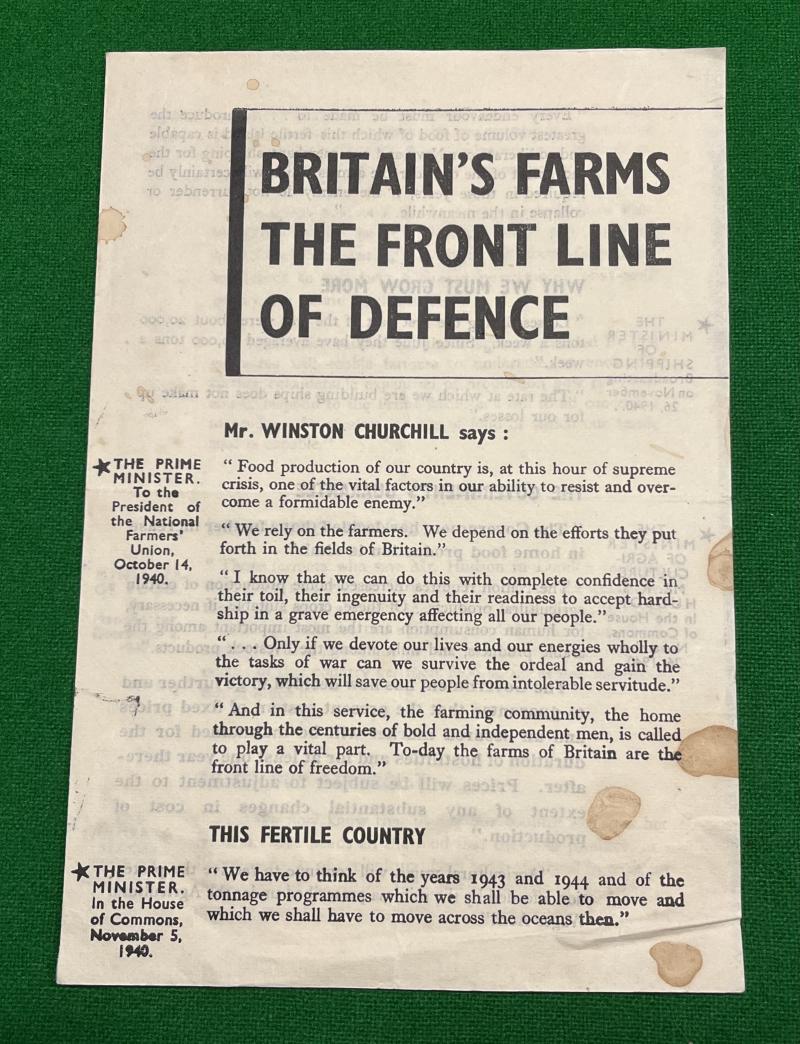 BRITAIN'S FARMS
THE FRONT LINE
OF DEFENCE
Mr. WINSTON CHURCHILL says :
★THE PRIME
MINISTER.
To the
President of
the National
Farmers'
Union,
October 14,
1940.
“ Food production of our country is, at this hour of supreme
crisis, one of the vital factors in our ability to resist and over-
come a formidable enemy.”
“ We rely on the farmers. We depend on the efforts they put
forth in the fields of Britain.”
“ I know that we can do this with complete confidence in
their toil, their ingenuity and their readiness to accept hard-
ship in a grave emergency affecting all our people.”
“ . . . Only if we devote our lives and our energies wholly to
the tasks of war can we survive the ordeal and gain the
victory, which will save our people from intolerable servitude.”
“ And in this service, the farming community, the home
through the centuries of bold and independent men, is called
to play a vital part. To-day the farms of Britain are the
front line of freedom.”
THIS FERTILE COUNTRY
★THE PRIME
MINISTER.
In the House
of Commons,
November 5,
1940.
“ We have to think of the years 1943 and 1944 and of the
tonnage programmes which we shall be able to move and
which we shall have to move across the oceans then.”